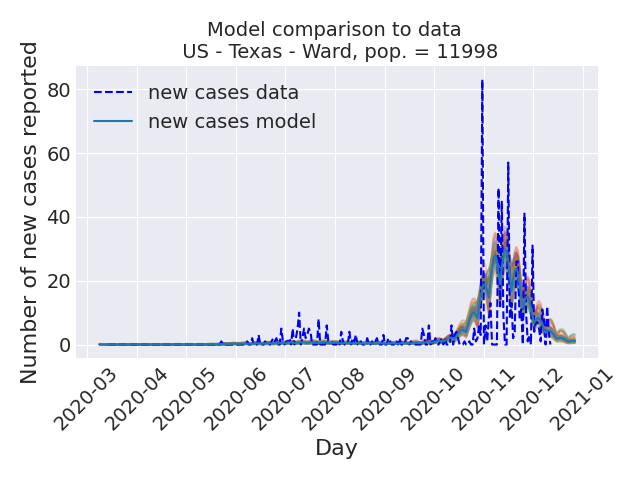 Model comparison to data
US - Texas - Ward, pop. = 11998
new cases data
new cases model
Number of new cases reported
80
60
40
20
0
2020-03
2020-04
2020-05
2020-06
2020-07
2020-08
2020-09
2020-10
2020-11
2020-12
2021-01
Day